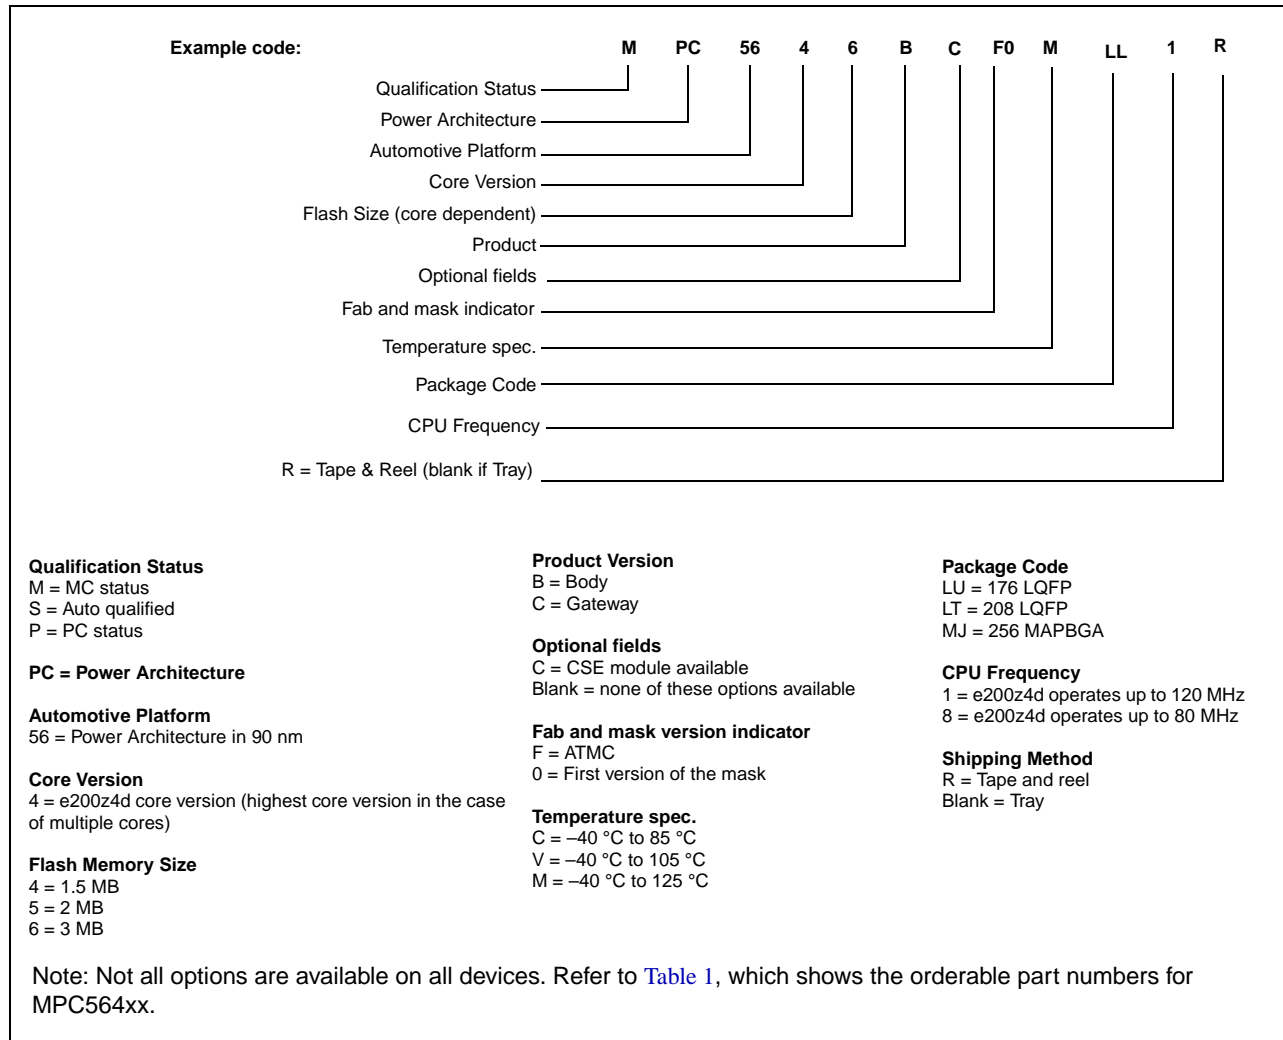 Example code: M PC 56 4 6 B C F0 M LL 1 R
Qualification Status
Power Architecture
Automotive Platform
Core Version
Flash Size (core dependent)
Product
Optional fields
Fab and mask indicator
Temperature spec.
Package Code
CPU Frequency
R = Tape & Reel (blank if Tray)
Qualification Status
M = MC status
S = Auto qualified
P = PC status
PC = Power Architecture
Automotive Platform
56 = Power Architecture in 90 nm
Core Version
4 = e200z4d core version (highest core version in the case
of multiple cores)
Flash Memory Size
4 = 1.5 MB
5 = 2 MB
6 = 3 MB
Product Version
B = Body
C = Gateway
Optional fields
C = CSE module available
Blank = none of these options available
Fab and mask version indicator
F = ATMC
0 = First version of the mask
Temperature spec.
C = –40 °C to 85 °C
V = –40 °C to 105 °C
M = –40 °C to 125 °C
Package Code
LU = 176 LQFP
LT = 208 LQFP
MJ = 256 MAPBGA
CPU Frequency
1 = e200z4d operates up to 120 MHz
8 = e200z4d operates up to 80 MHz
Shipping Method
R = Tape and reel
Blank = Tray
Note: Not all options are available on all devices. Refer to Table 1, which shows the orderable part numbers for
MPC564xx.